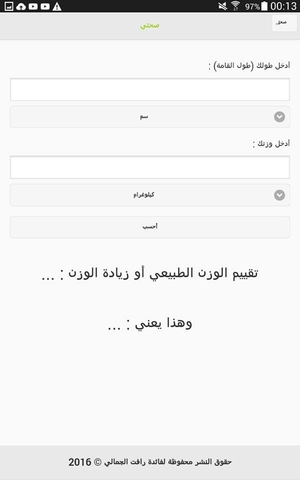 97% 00:13
صحتي
صحتي
أدخل طولك (طول القامة) :
سم
أدخل وزنك :
كيلوغرام
أحسب
تقييم الوزن الطبيعي أو زيادة الوزن : ...
وهذا يعني : ...
حقوق النشر محفوظة لفائدة رافت الجمالي © 2016